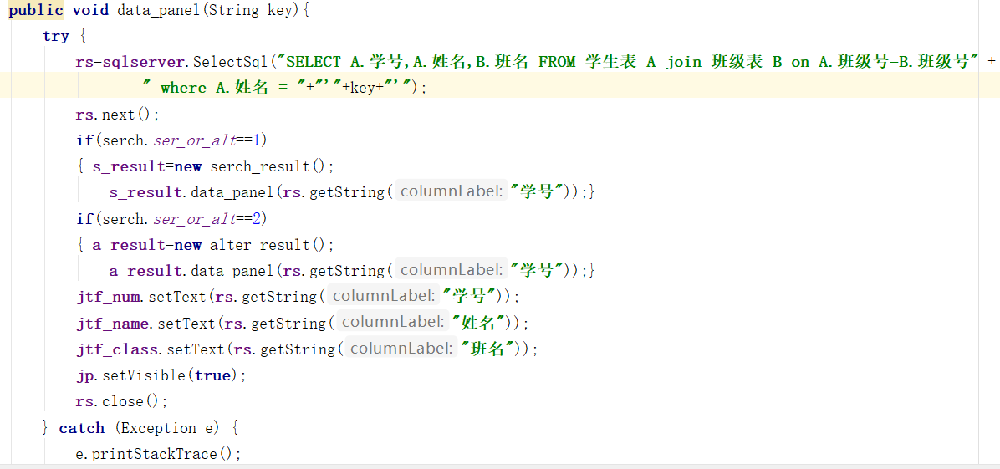 public void data_panel(String key){
try {
rs=sqlserver.SelectSql("SELECT A.学号,A.姓名,B.班名 FROM 学生表 A join 班级表 B on A.班级号=B.班级号" +
" where A.姓名 = "+"'"+key+"'");
rs.next();
if(serch.ser_or_alt==1)
{ s_result=new serch_result();
s_result.data_panel(rs.getString( columnLabel: "学号"));}
if(serch.ser_or_alt==2)
{ a_result=new alter_result();
a_result.data_panel(rs.getString( columnLabel: "学号"));}
jtf_num.setText(rs.getString( columnLabel: "学号"));
jtf_name.setText(rs.getString( columnLabel: "姓名"));
jtf_class.setText(rs.getString( columnLabel: "班名"));
jp.setVisible(true);
rs.close();
} catch (Exception e) {
e.printStackTrace();